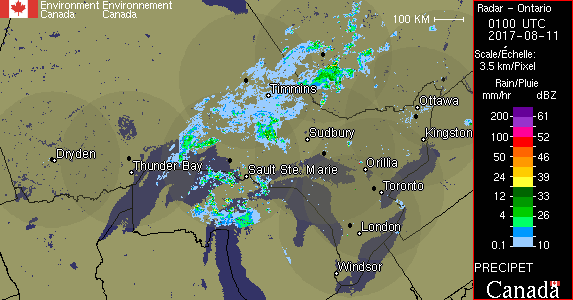 Environment Environnement
Canada Canada
100 KM
Radar - Ontario
0100 UTC
2017-08-11
Scale/Échelle:
3.5 km/Pixel
Rain/Pluie
mm/hr dBZ
200 61
100 52
50 46
24 39
12 33
4 26
0.1 10
PRECIPET
Canada
Timmins
Ottawa
Sudbury
Kingston
Dryden
Thunder Bay
Sault Ste. Marie
Orillia
Toronto
London
Windsor